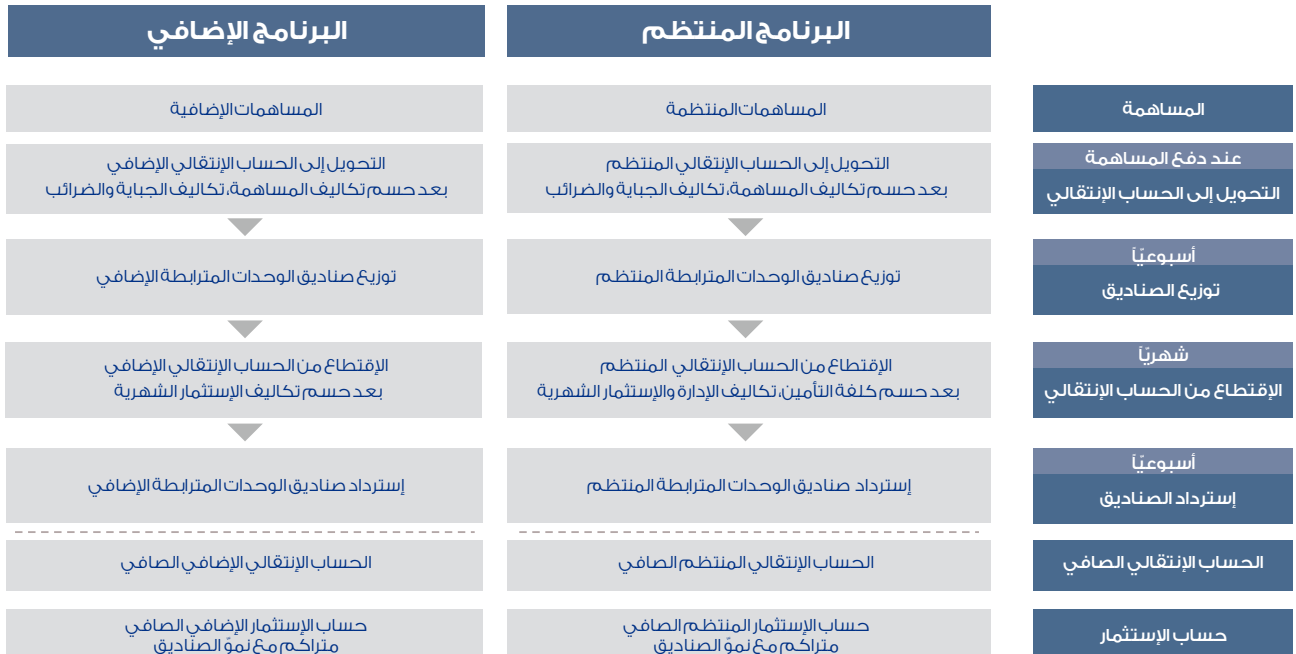 البرنامج المنتظم
البرنامج الإضافي
المساهمة
المساهمات المنتظمة
المساهمات الإضافية
عند دفع المساهمة
التحويل إلى الحساب الإنتقالي
التحويل إلى الحساب الإنتقالي المنتظم
بعد حسم تكاليف المساهمة، تكاليف الجباية والضرائب
التحويل إلى الحساب الإنتقالي الإضافي
بعد حسم تكاليف المساهمة، تكاليف الجباية والضرائب
أسبوعيّاً
توزيع الصناديق
توزيع صناديق الوحدات المترابطة المنتظم
توزيع صناديق الوحدات المترابطة الإضافي
شهريّاً
الإقتطاع من الحساب الإنتقالي
الإقتطاع من الحساب الإنتقالي المنتظم
بعد حسم كلفة التأمين، تكاليف الإدارة والإستثمار الشهرية
الإقتطاع من الحساب الإنتقالي الإضافي
بعد حسم تكاليف الإستثمار الشهرية
أسبوعيّاً
إسترداد الصناديق
إسترداد صناديق الوحدات المترابطة المنتظم
إسترداد صناديق الوحدات المترابطة الإضافي
الحساب الإنتقالي الصافي
الحساب الإنتقالي المنتظم الصافي
الحساب الإنتقالي الإضافي الصافي
حساب الإستثمار
حساب الإستثمار المنتظم الصافي
متراكم مع نموّ الصناديق
حساب الإستثمار الإضافي الصافي
متراكم مع نموّ الصناديق